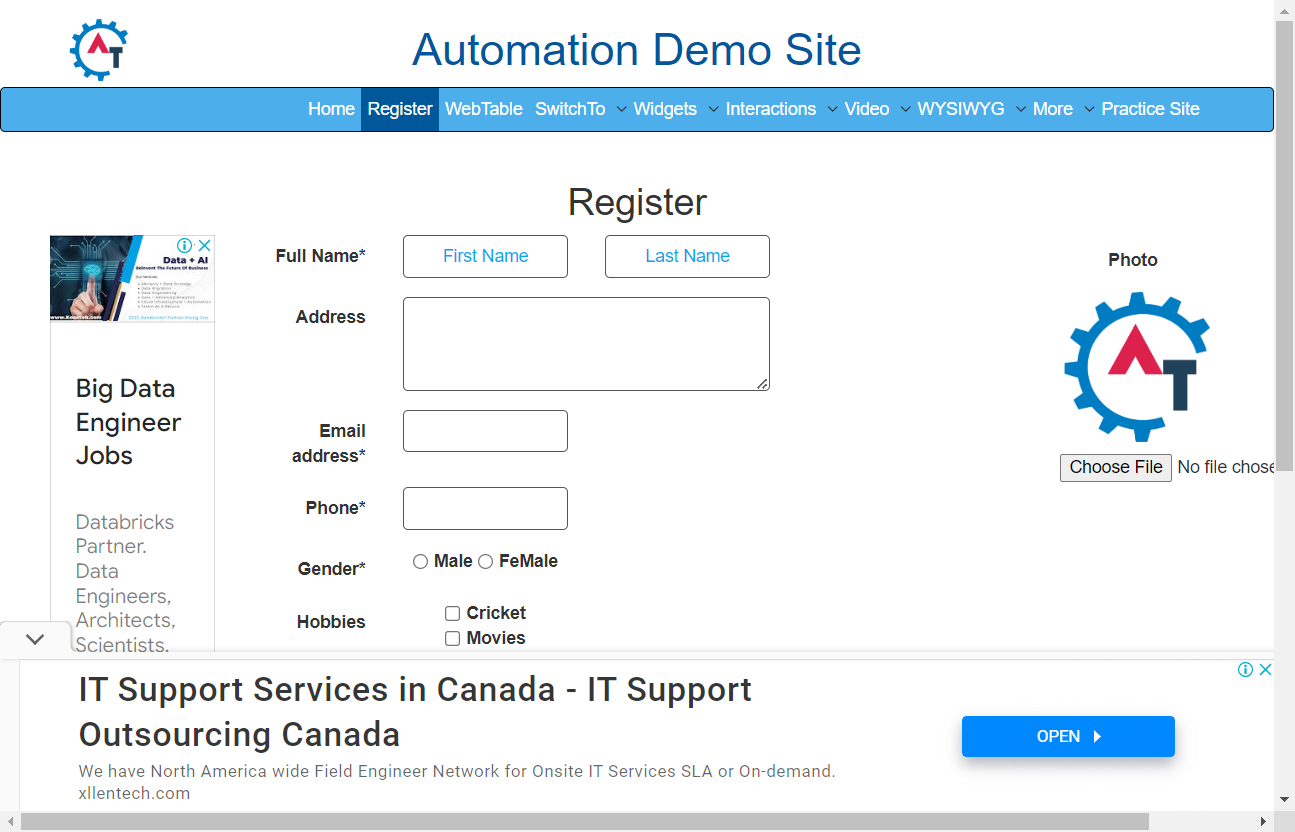 AT
Automation Demo Site
Home Register WebTable SwitchTo Widgets Interactions Video WYSIWYG More Practice Site
Register
Full Name*
First Name
Last Name
Photo
Data + AI
Reinvent The Future Of Business
Address
Big Data
Engineer
Jobs
Email
address*
Choose File No file chose
Phone*
Databricks
Partner.
Data
Engineers,
Architects,
Scientists.
Gender*
Male FeMale
Hobbies
Cricket
Movies
IT Support Services in Canada - IT Support
Outsourcing Canada
We have North America wide Field Engineer Network for Onsite IT Services SLA or On-demand.
xllentech.com
OPEN